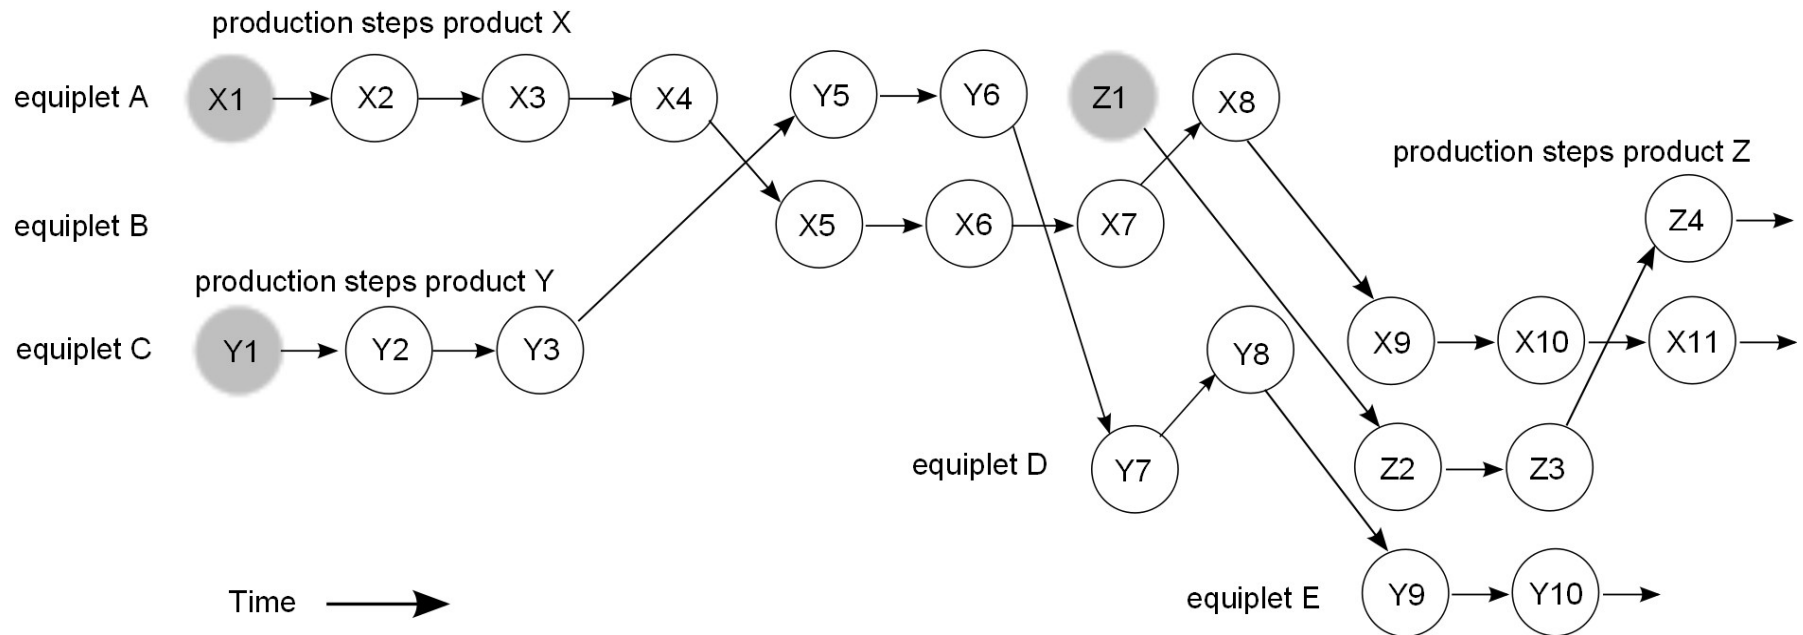 production steps product X
equiplet A X1 X2 X3 X4 Y5 Y6 Z1 X8
production steps product Z
equiplet B X5 X6 X7 Z4
production steps product Y
equiplet C Y1 Y2 Y3 Y8 X9 X10 X11
equiplet D Y7 Z2 Z3
Time equiplet E Y9 Y10